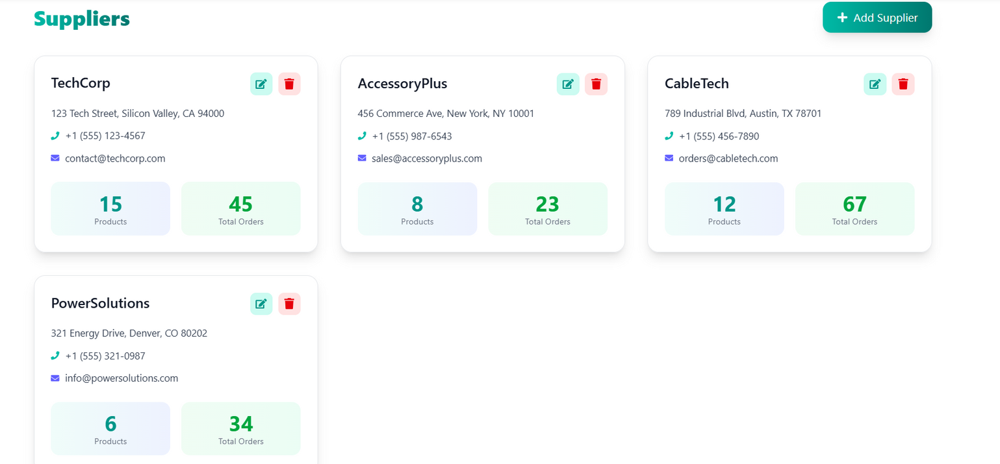 Suppliers
Add Supplier
TechCorp
123 Tech Street, Silicon Valley, CA 94000
+1 (555) 123-4567
contact@techcorp.com
15
Products
45
Total Orders
AccessoryPlus
456 Commerce Ave, New York, NY 10001
+1 (555) 987-6543
sales@accessoryplus.com
8
Products
23
Total Orders
CableTech
789 Industrial Blvd, Austin, TX 78701
+1 (555) 456-7890
orders@cabletech.com
12
Products
67
Total Orders
PowerSolutions
321 Energy Drive, Denver, CO 80202
+1 (555) 321-0987
info@powersolutions.com
6
Products
34
Total Orders